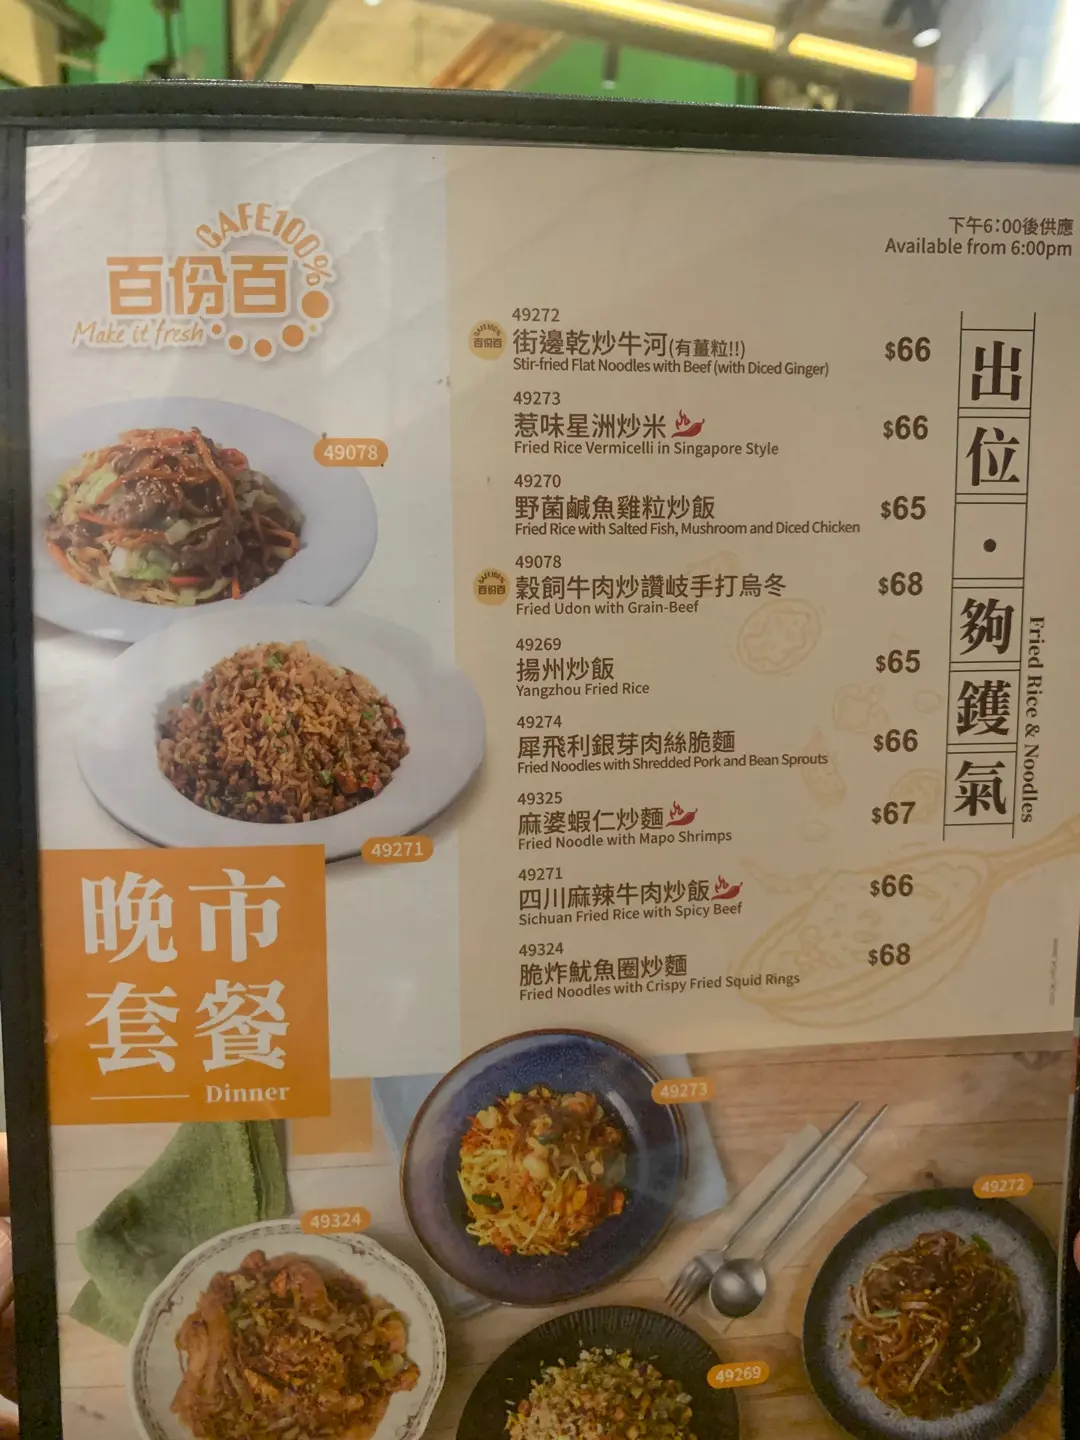 CAFE100%
百份百
Make it fresh
下午6:00後供應
Available from 6:00pm
出位・夠鑊氣
Fried Rice & Noodles
49272
街邊乾炒牛河(有薑粒!!)
$66
Stir-fried Flat Noodles with Beef (with Diced Ginger)
49273
惹味星洲炒米
$66
Fried Rice Vermicelli in Singapore Style
49270
野菌鹹魚雞粒炒飯
$65
Fried Rice with Salted Fish, Mushroom and Diced Chicken
49078
穀飼牛肉炒讚岐手打烏冬
$68
Fried Udon with Grain-Beef
49269
揚州炒飯
$65
Yangzhou Fried Rice
49274
犀飛利銀芽肉絲脆麵
$66
Fried Noodles with Shredded Pork and Bean Sprouts
49325
麻婆蝦仁炒麵
$67
Fried Noodle with Mapo Shrimps
49271
四川麻辣牛肉炒飯
$66
Sichuan Fried Rice with Spicy Beef
49324
脆炸魷魚圈炒麵
$68
Fried Noodles with Crispy Fried Squid Rings
百份百
百份百
49078
49271
晚市
套餐
Dinner
49273
49324
49272
49269